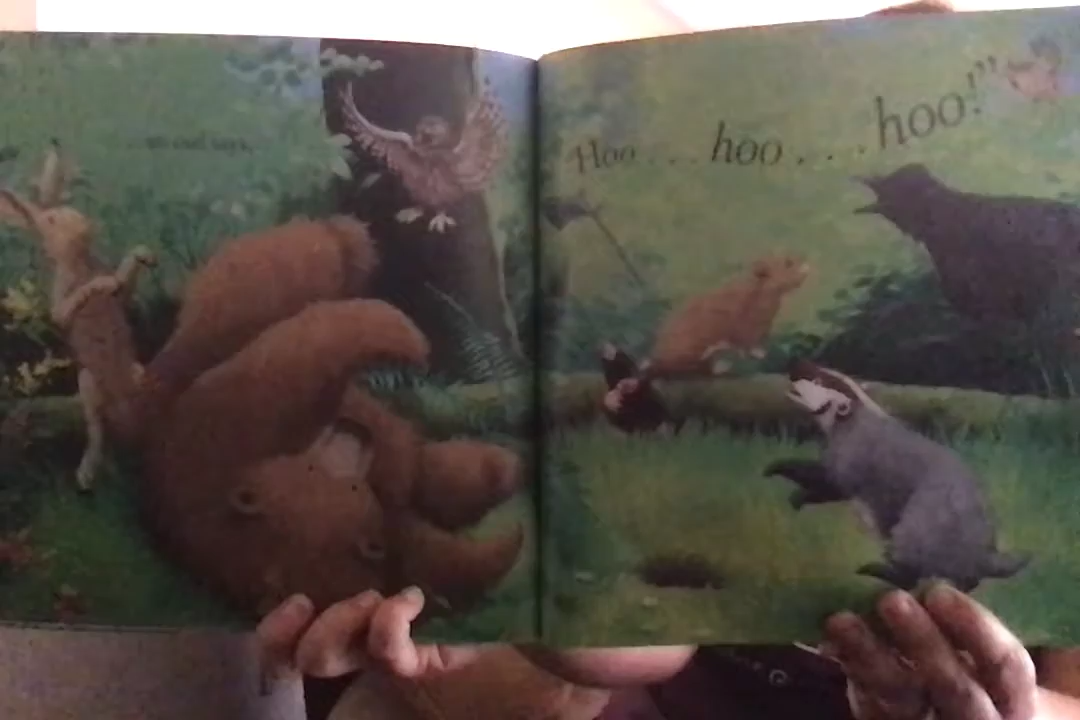 ... an owl says,
Hoo . . . hoo . . . hoo!"